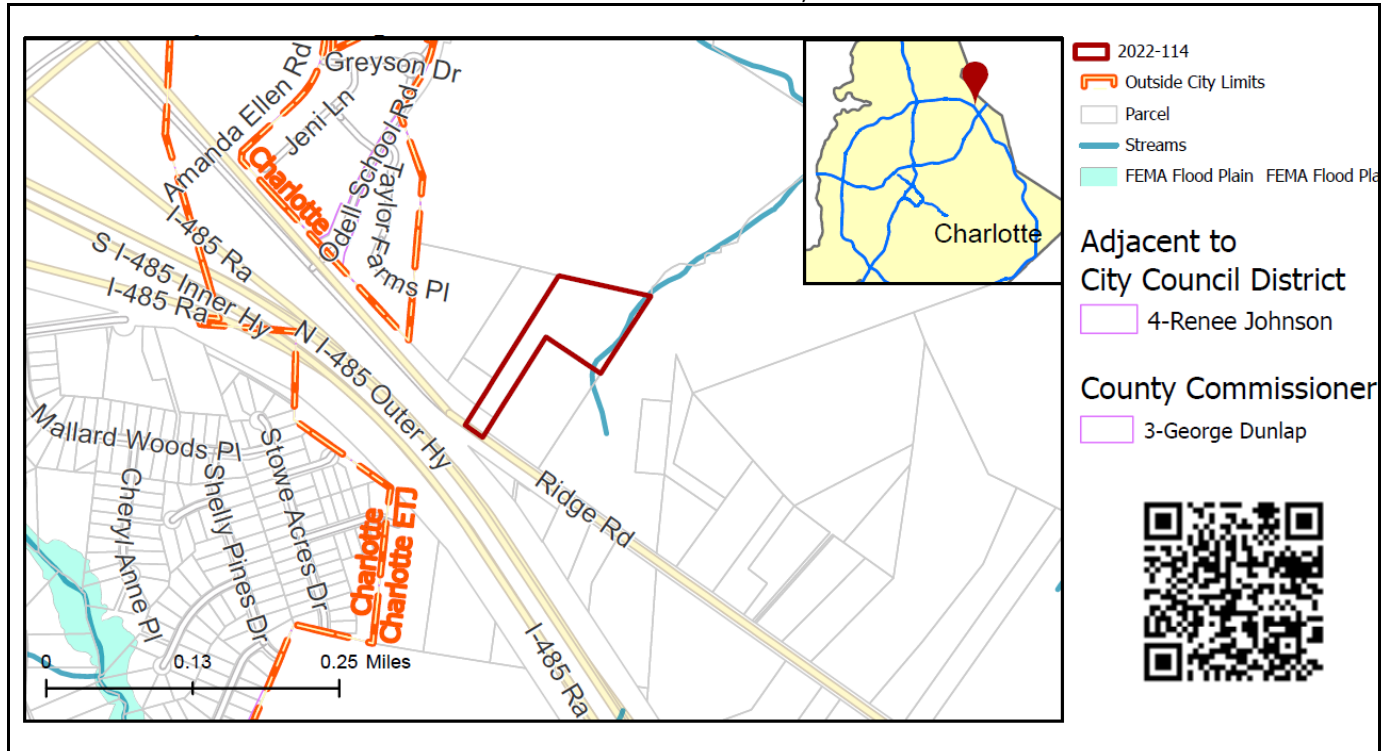 Greyson Dr
Amanda Ellen Rd
Jeni Ln
Odell School Rd
Taylor Farms Pl
Charlotte
I-485 Ra
S I-485 Inner Hy
I-485 Ra
N I-485 Outer Hy
Mallard Woods Pl
Stowe Acres Dr
Shelly Pines Dr
Cheryl Anne Pl
Charlotte
Charlotte ETJ
Ridge Rd
I-485 Ra
0 0.13 0.25 Miles
Charlotte
2022-114
Outside City Limits
Parcel
Streams
FEMA Flood Plain FEMA Flood Pla
Adjacent to
City Council District
4-Renee Johnson
County Commissioner
3-George Dunlap